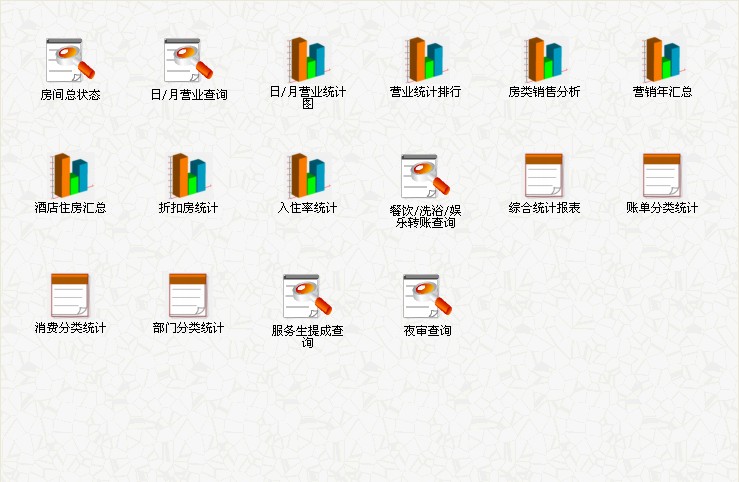 房间总状态
日/月营业查询
日/月营业统计
图
营业统计排行
房类销售分析
营销年汇总
酒店住房汇总
折扣房统计
入住率统计
餐饮/洗浴/娱
乐转账查询
综合统计报表
账单分类统计
消费分类统计
部门分类统计
服务生提成查
询
夜审查询